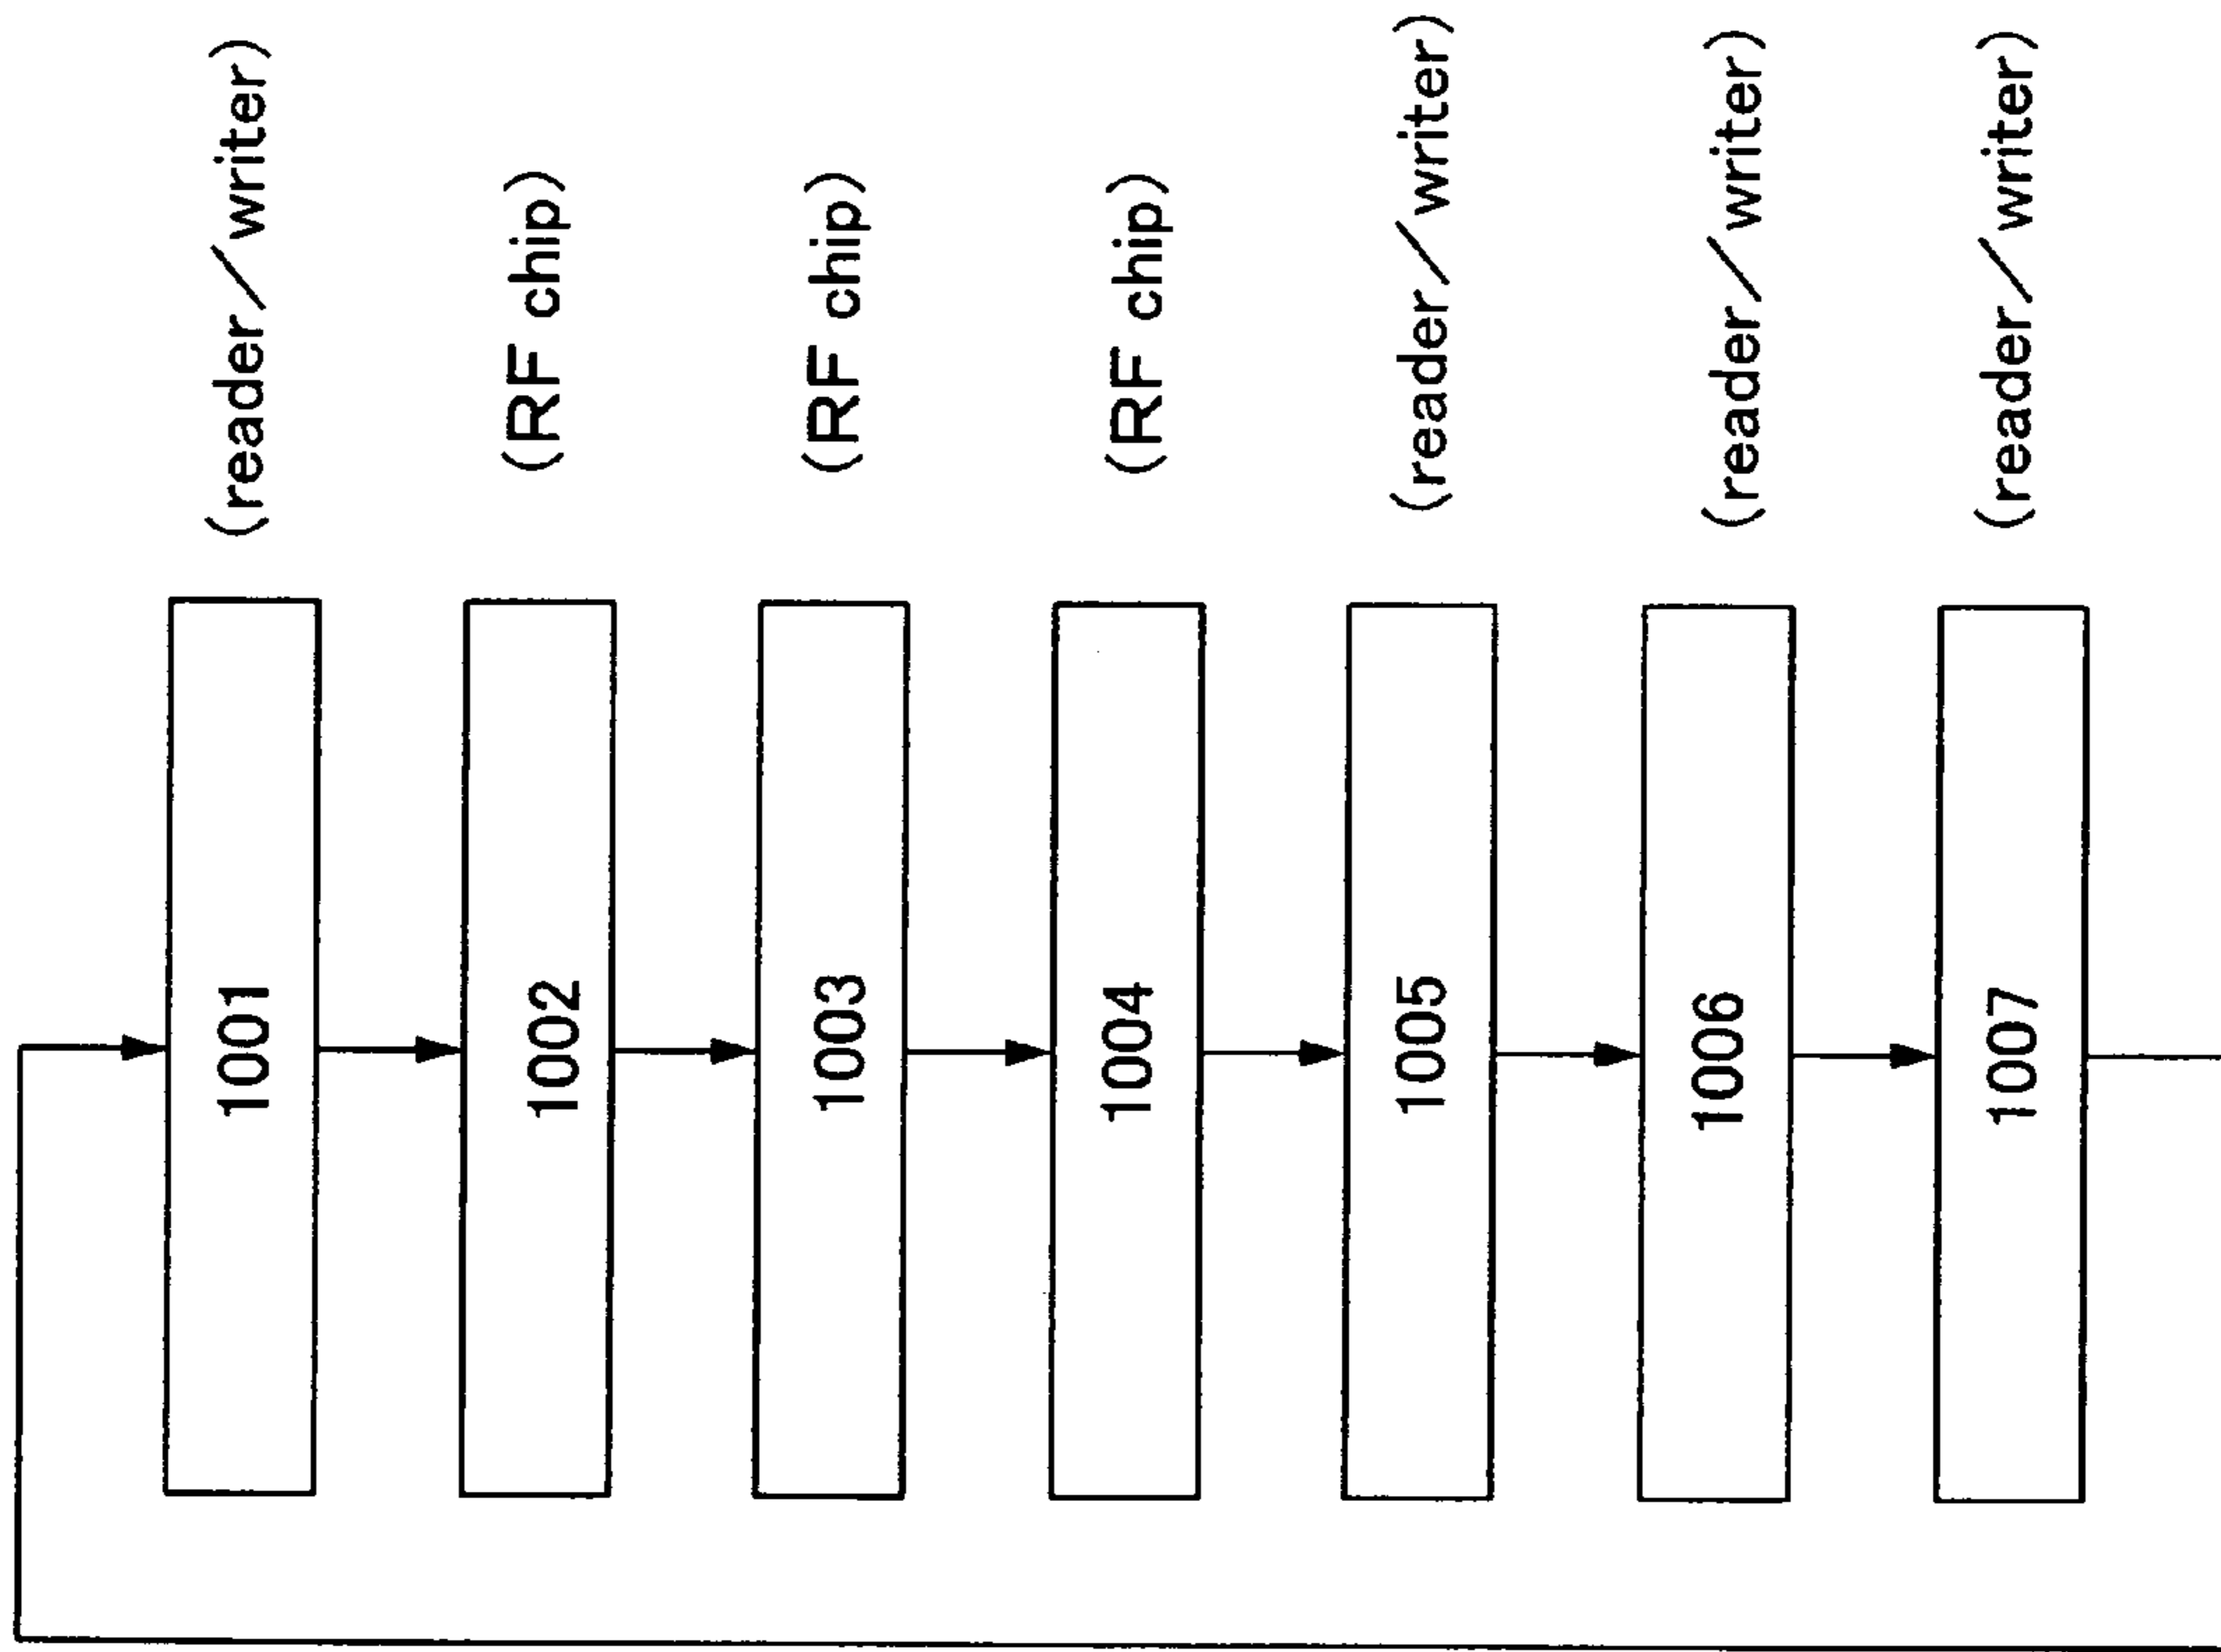 1001 (reader/writer)
1002 (RF chip)
1003 (RF chip)
1004 (RF chip)
1005 (reader/writer)
1006 (reader/writer)
1007 (reader/writer)